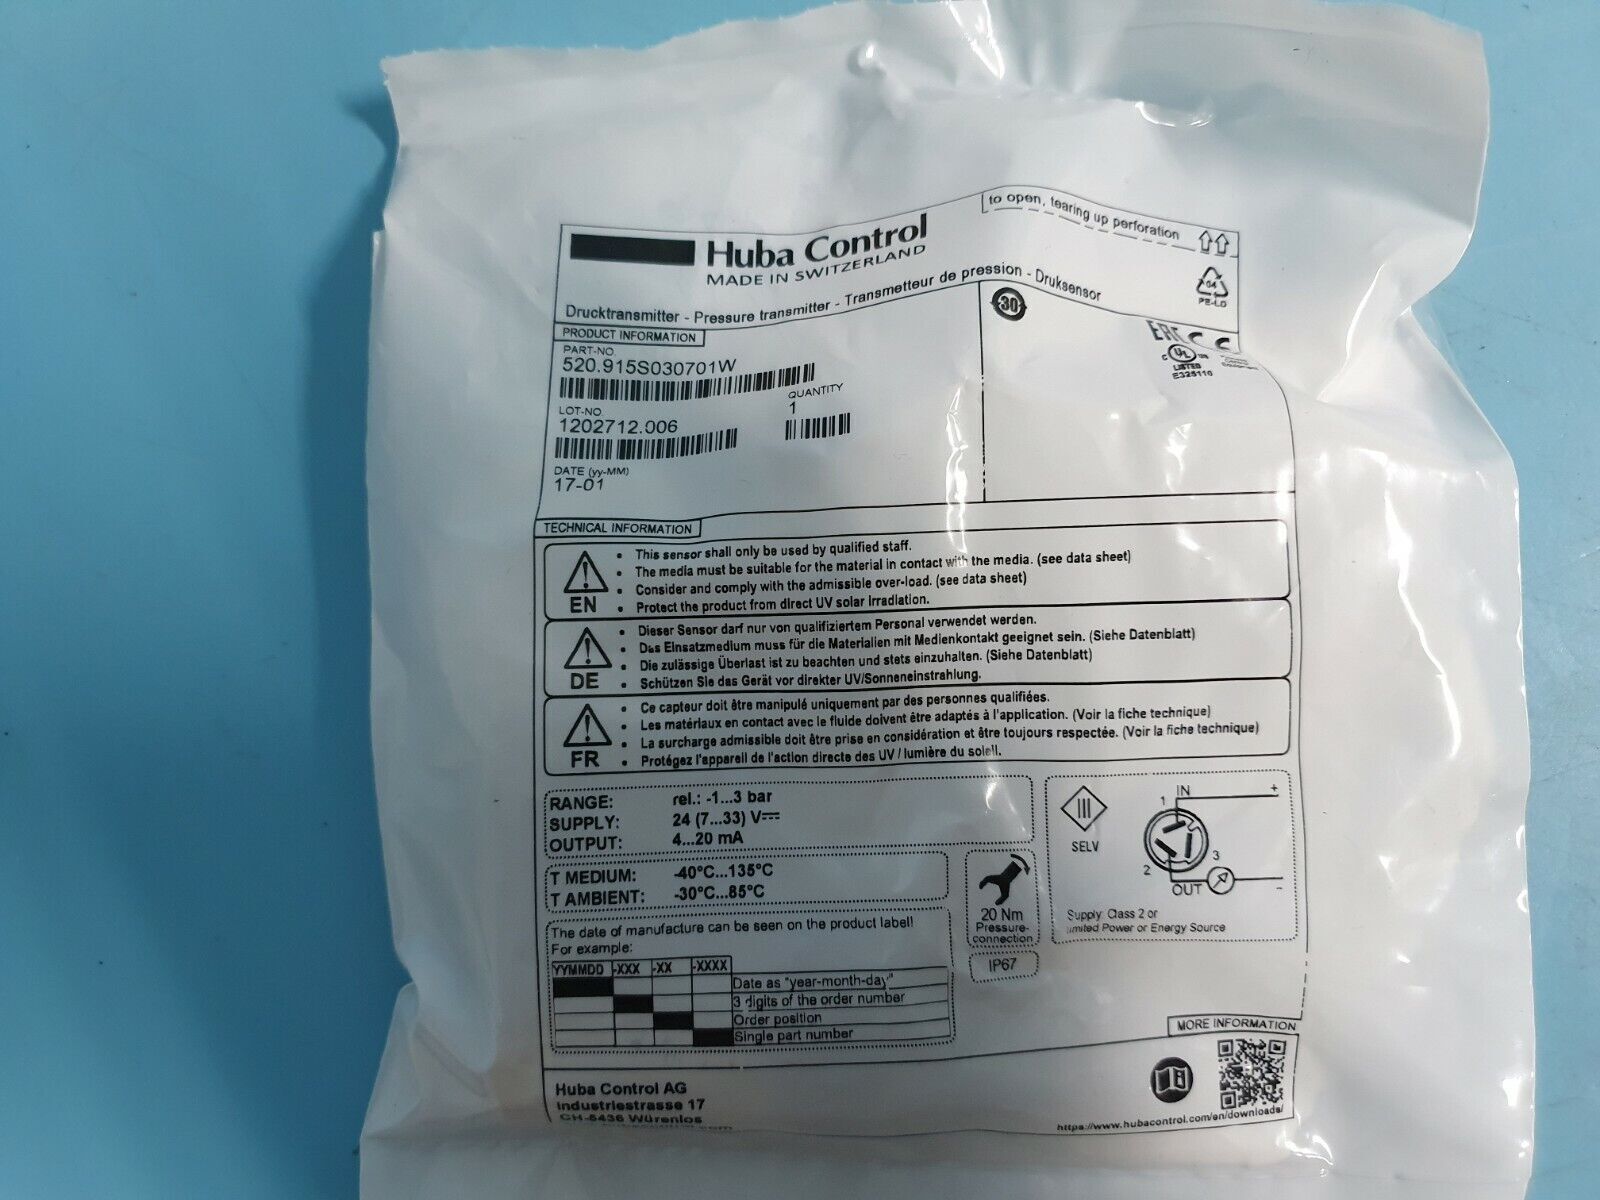 to open, tearing up perforation
Huba Control
MADE IN SWITZERLAND
04
PE-LD
Drucktransmitter - Pressure transmitter - Transmetteur de pression - Druksensor
30
EAC
PRODUCT INFORMATION
PART-NO
520.915S030701W
C UL US
LISTED
E325110
QUANTITY
1
LOT-NO.
1202712.006
DATE (yy-MM)
17-01
TECHNICAL INFORMATION
EN
• This sensor shall only be used by qualified staff.
• The media must be suitable for the material in contact with the media. (see data sheet)
• Consider and comply with the admissible over-load. (see data sheet)
• Protect the product from direct UV solar irradiation.
DE
• Dieser Sensor darf nur von qualifiziertem Personal verwendet werden.
• Das Einsatzmedium muss für die Materialien mit Medienkontakt geeignet sein. (Siehe Datenblatt)
• Die zulässige Überlast ist zu beachten und stets einzuhalten. (Siehe Datenblatt)
• Schützen Sie das Gerät vor direkter UV/Sonneneinstrahlung.
FR
• Ce capteur doit être manipulé uniquement par des personnes qualifiées.
• Les matériaux en contact avec le fluide doivent être adaptés à l'application. (Voir la fiche technique)
• La surcharge admissible doit être prise en considération et être toujours respectée. (Voir la fiche technique)
• Protégez l'appareil de l'action directe des UV / lumière du soleil.
RANGE: rel.: -1...3 bar
SUPPLY: 24 (7...33) V
OUTPUT: 4...20 mA
T MEDIUM: -40°C...135°C
T AMBIENT: -30°C...85°C
20 Nm
Pressure-
connection
IP67
III
SELV
1 IN +
2 3
OUT -
Supply: Class 2 or
Limited Power or Energy Source
The date of manufacture can be seen on the product label!
For example:
YYMMDD -XXX -XX -XXXX
Date as "year-month-day"
3 digits of the order number
Order position
Single part number
MORE INFORMATION
https://www.hubacontrol.com/en/downloads/
Huba Control AG
Industriestrasse 17
CH-5436 Würenlos